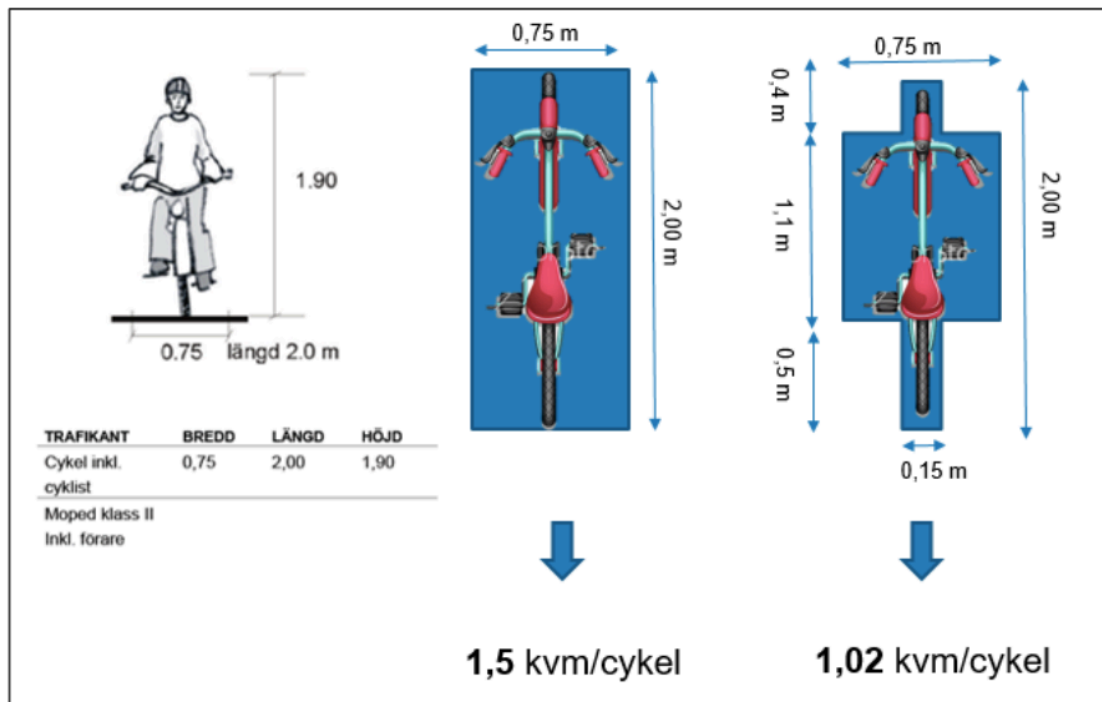 1.90
0.75 längd 2.0 m
TRAFIKANT BREDD LÄNGD HÖJD
Cykel inkl. 0,75 2,00 1,90
cyklist
Moped klass II
Inkl. förare
0,75 m
2,00 m
1,5 kvm/cykel
0,75 m
0,4 m
1,1 m
0,5 m
2,00 m
0,15 m
1,02 kvm/cykel